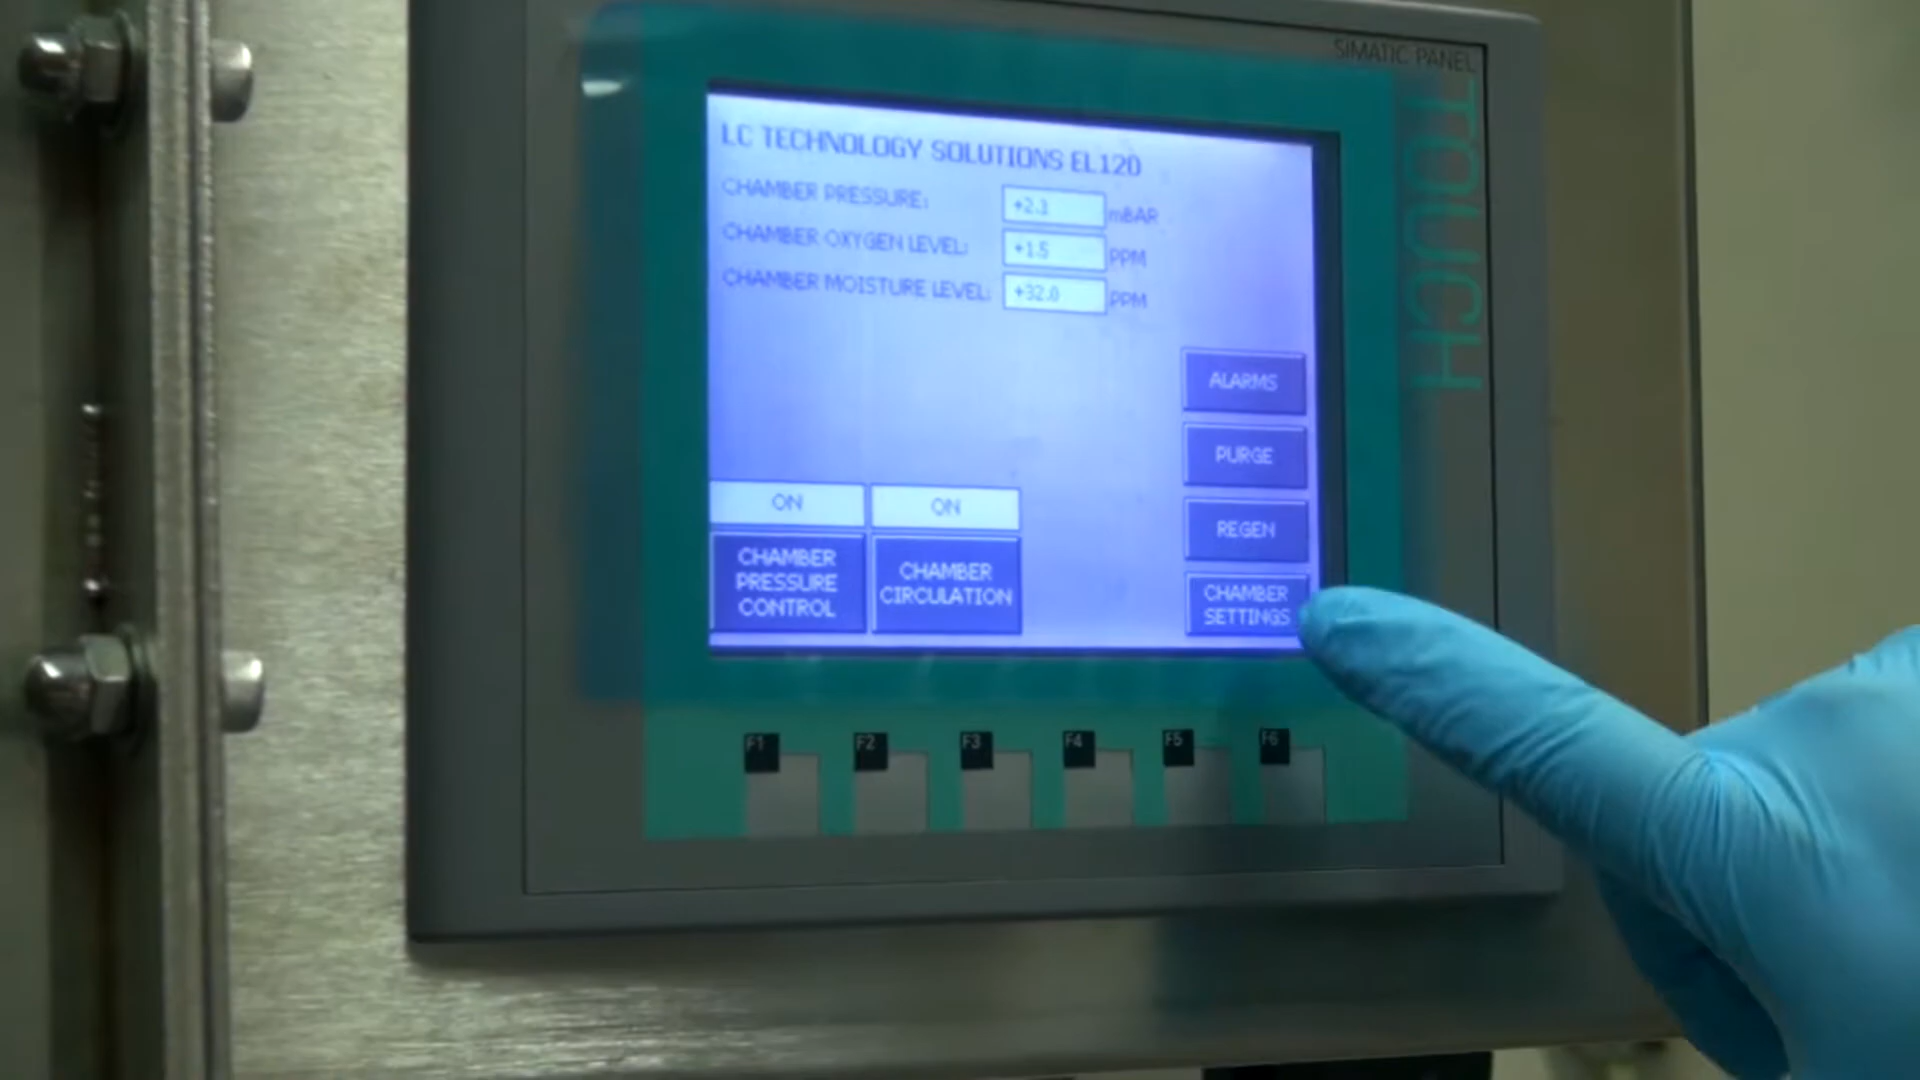 SIMATIC PANEL
TOUCH
LC TECHNOLOGY SOLUTIONS EL120
CHAMBER PRESSURE: +2.1 mBAR
CHAMBER OXYGEN LEVEL: +1.5 PPM
CHAMBER MOISTURE LEVEL: +32.0 PPM
ALARMS
PURGE
REGEN
CHAMBER
SETTINGS
ON
CHAMBER
PRESSURE
CONTROL
ON
CHAMBER
CIRCULATION
F1 F2 F3 F4 F5 F6